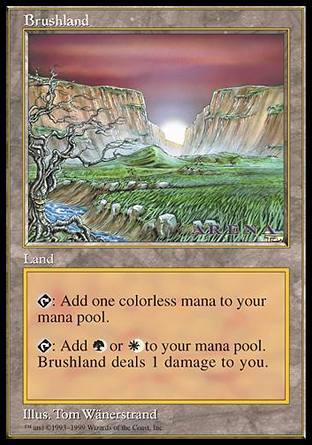 Brushland
ARENA
Land
: Add one colorless mana to your
mana pool.
: Add or to your mana pool.
Brushland deals 1 damage to you.
Illus. Tom Wänerstrand
™ and ©1993–1999 Wizards of the Coast, Inc.